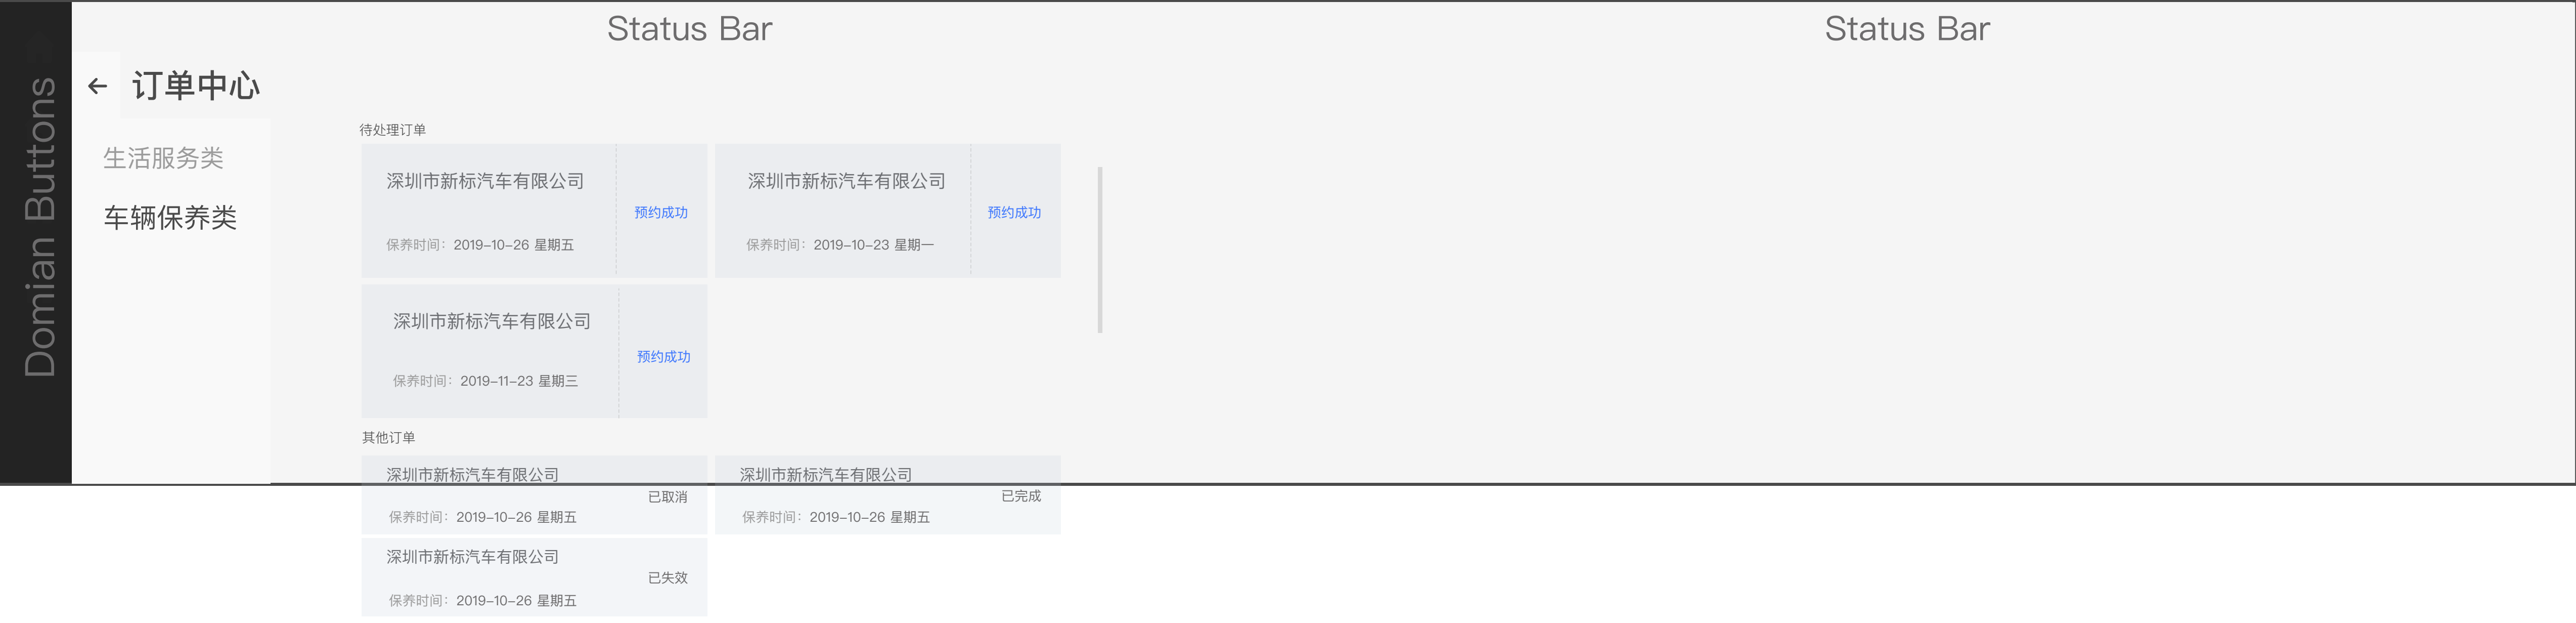 Status Bar
Status Bar
Domian Buttons
订单中心
生活服务类
车辆保养类
待处理订单
深圳市新标汽车有限公司
预约成功
保养时间：2019-10-26 星期五
深圳市新标汽车有限公司
预约成功
保养时间：2019-10-23 星期一
深圳市新标汽车有限公司
预约成功
保养时间：2019-11-23 星期三
其他订单
深圳市新标汽车有限公司
已取消
保养时间：2019-10-26 星期五
深圳市新标汽车有限公司
已完成
保养时间：2019-10-26 星期五
深圳市新标汽车有限公司
已失效
保养时间：2019-10-26 星期五